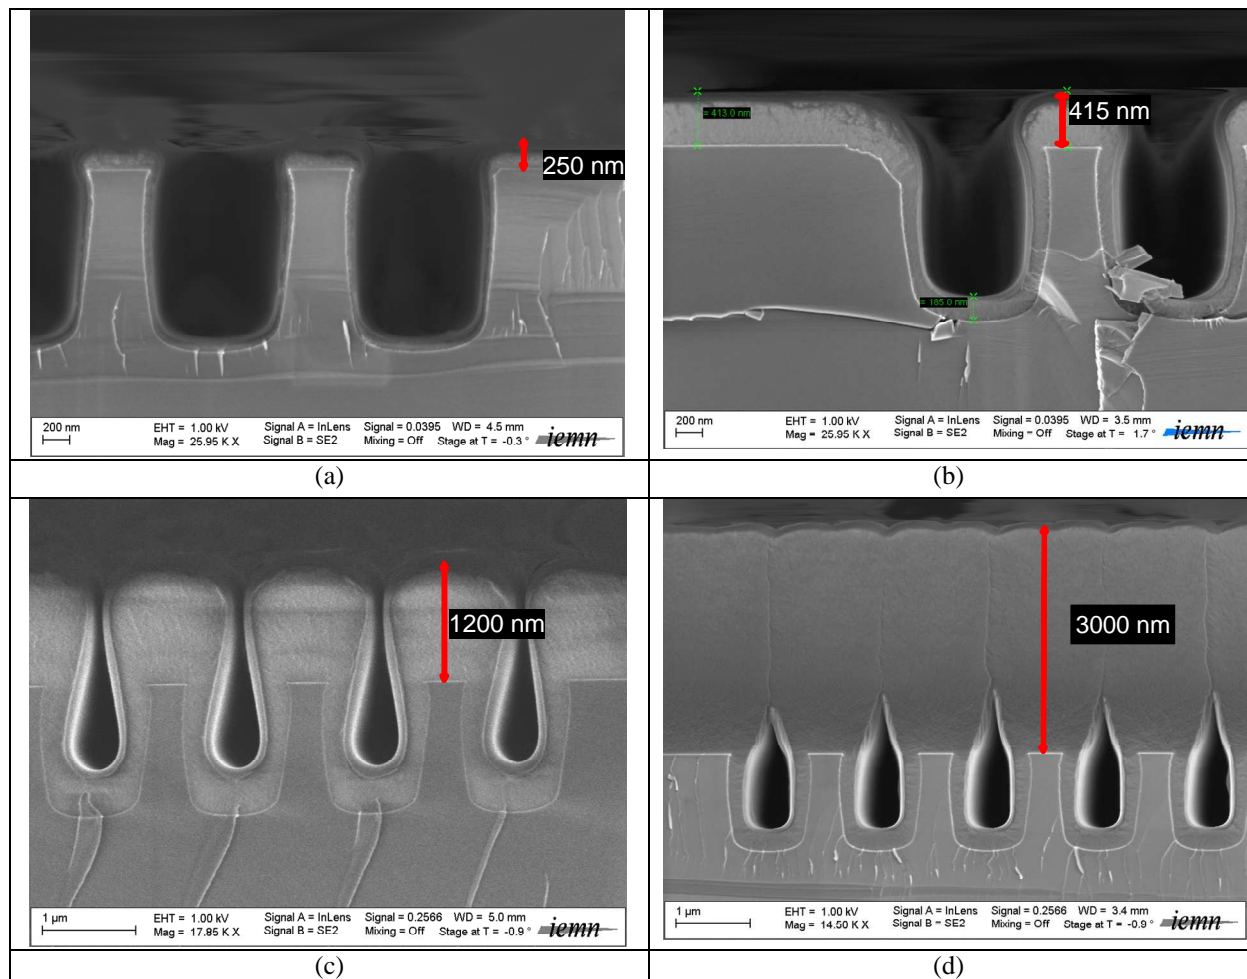 250 nm
200 nm
EHT = 1.00 kV Signal A = InLens Signal = 0.0395 WD = 4.5 mm
Mag = 25.95 K X Signal B = SE2 Mixing = Off Stage at T = -0.3 °
iemn
(a)
= 413.0 nm
415 nm
= 185.0 nm
200 nm
EHT = 1.00 kV Signal A = InLens Signal = 0.0395 WD = 3.5 mm
Mag = 25.95 K X Signal B = SE2 Mixing = Off Stage at T = 1.7 °
iemn
(b)
1200 nm
1 µm
EHT = 1.00 kV Signal A = InLens Signal = 0.2566 WD = 5.0 mm
Mag = 17.85 K X Signal B = SE2 Mixing = Off Stage at T = -0.9 °
iemn
(c)
3000 nm
1 µm
EHT = 1.00 kV Signal A = InLens Signal = 0.2566 WD = 3.4 mm
Mag = 14.50 K X Signal B = SE2 Mixing = Off Stage at T = -0.9 °
iemn
(d)